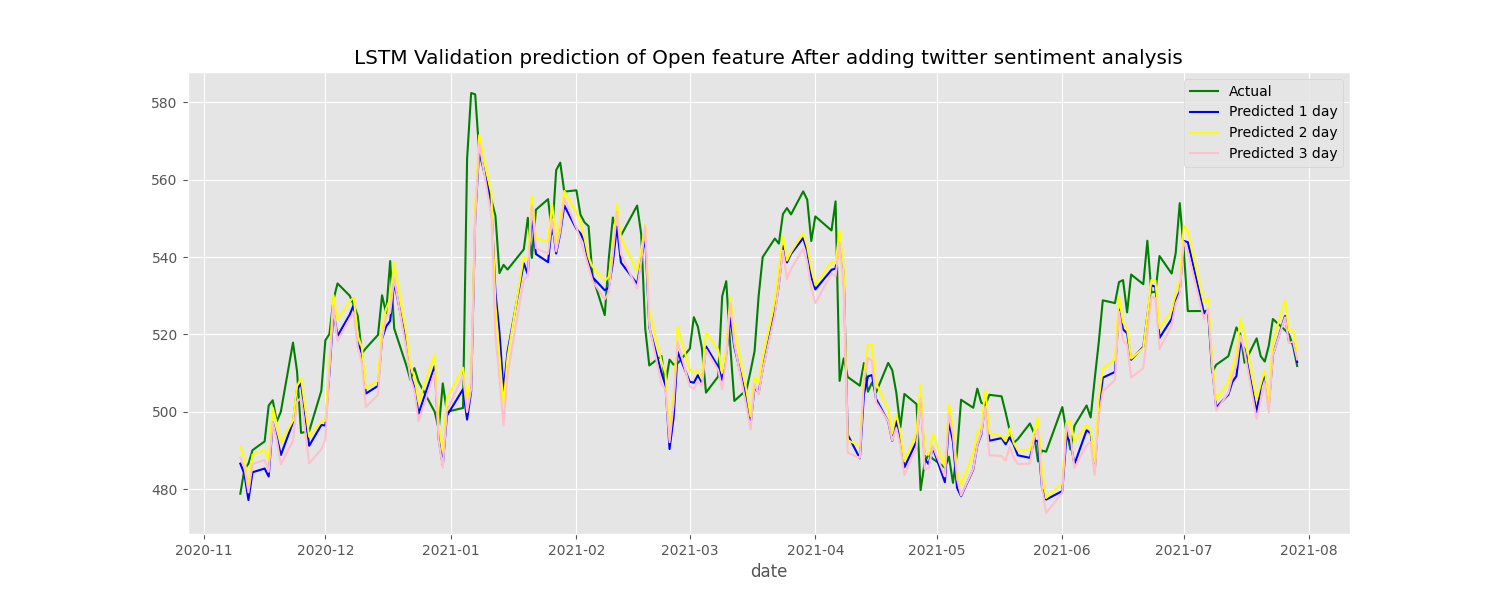 LSTM Validation prediction of Open feature After adding twitter sentiment analysis
Actual
Predicted 1 day
Predicted 2 day
Predicted 3 day
580
560
540
520
500
480
2020-11 2020-12 2021-01 2021-02 2021-03 2021-04 2021-05 2021-06 2021-07 2021-08
date